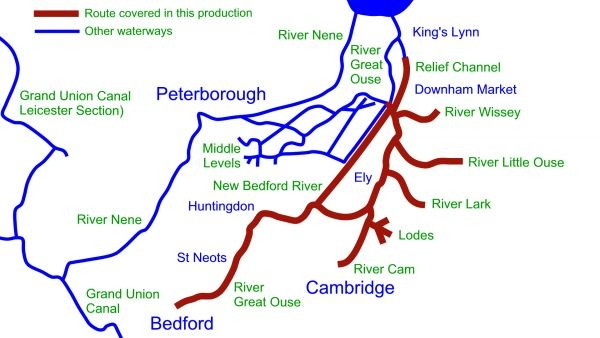 Route covered in this production
Other waterways
River Nene
King's Lynn
River
Great
Ouse
Relief Channel
Grand Union Canal
Leicester Section)
Peterborough
Downham Market
River Wissey
Middle
Levels
River Little Ouse
Ely
New Bedford River
Huntingdon
River Lark
River Nene
Lodes
St Neots
River Cam
Grand Union
Canal
River
Great Ouse
Cambridge
Bedford